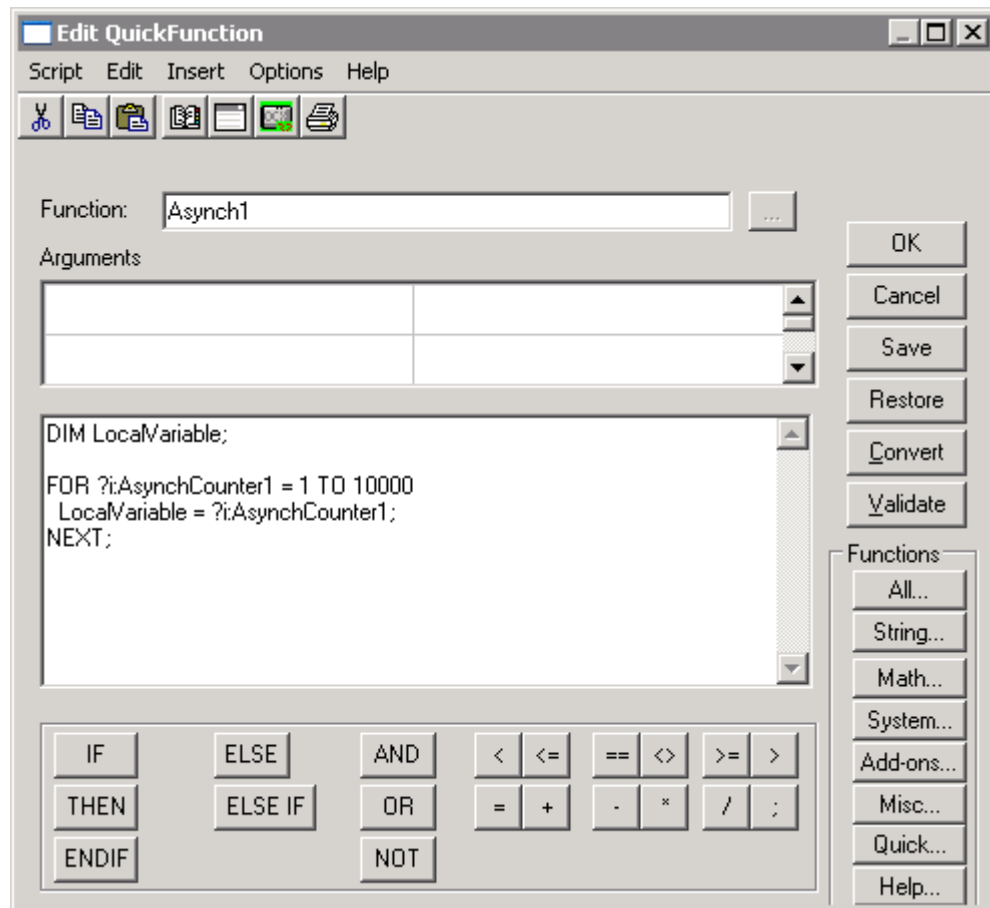 Edit QuickFunction
Script Edit Insert Options Help
Function: Asynch1 ...
Arguments
OK
Cancel
Save
Restore
Convert
Validate
DIM LocalVariable;
FOR ?i:AsynchCounter1 = 1 TO 10000
LocalVariable = ?i:AsynchCounter1;
NEXT;
Functions
All...
String...
Math...
System...
Add-ons...
Misc...
Quick...
Help...
IF ELSE AND < <= == <> >= >
THEN ELSE IF OR = + - * / ;
ENDIF NOT